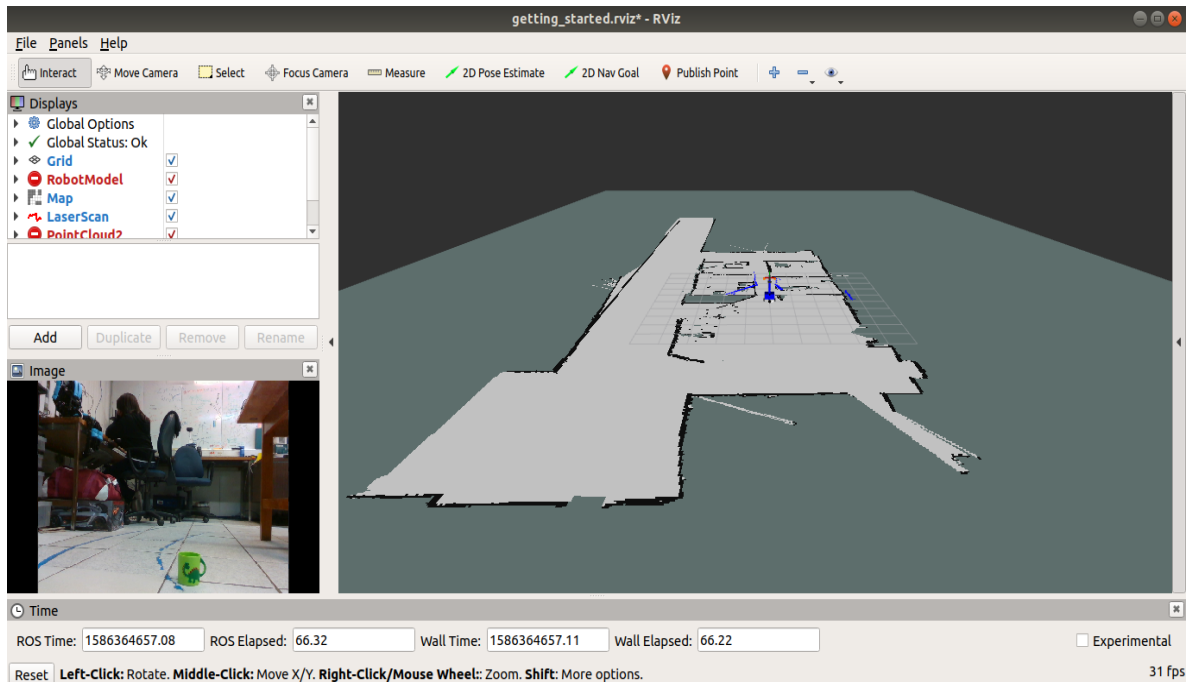 getting_started.rviz* - RViz
File Panels Help
Interact Move Camera Select Focus Camera Measure 2D Pose Estimate 2D Nav Goal Publish Point
Displays
Global Options
Global Status: Ok
Grid
RobotModel
Map
LaserScan
PointCloud2
Add Duplicate Remove Rename
Image
Time
ROS Time: 1586364657.08 ROS Elapsed: 66.32 Wall Time: 1586364657.11 Wall Elapsed: 66.22 Experimental
Reset Left-Click: Rotate. Middle-Click: Move X/Y. Right-Click/Mouse Wheel:: Zoom. Shift: More options. 31 fps